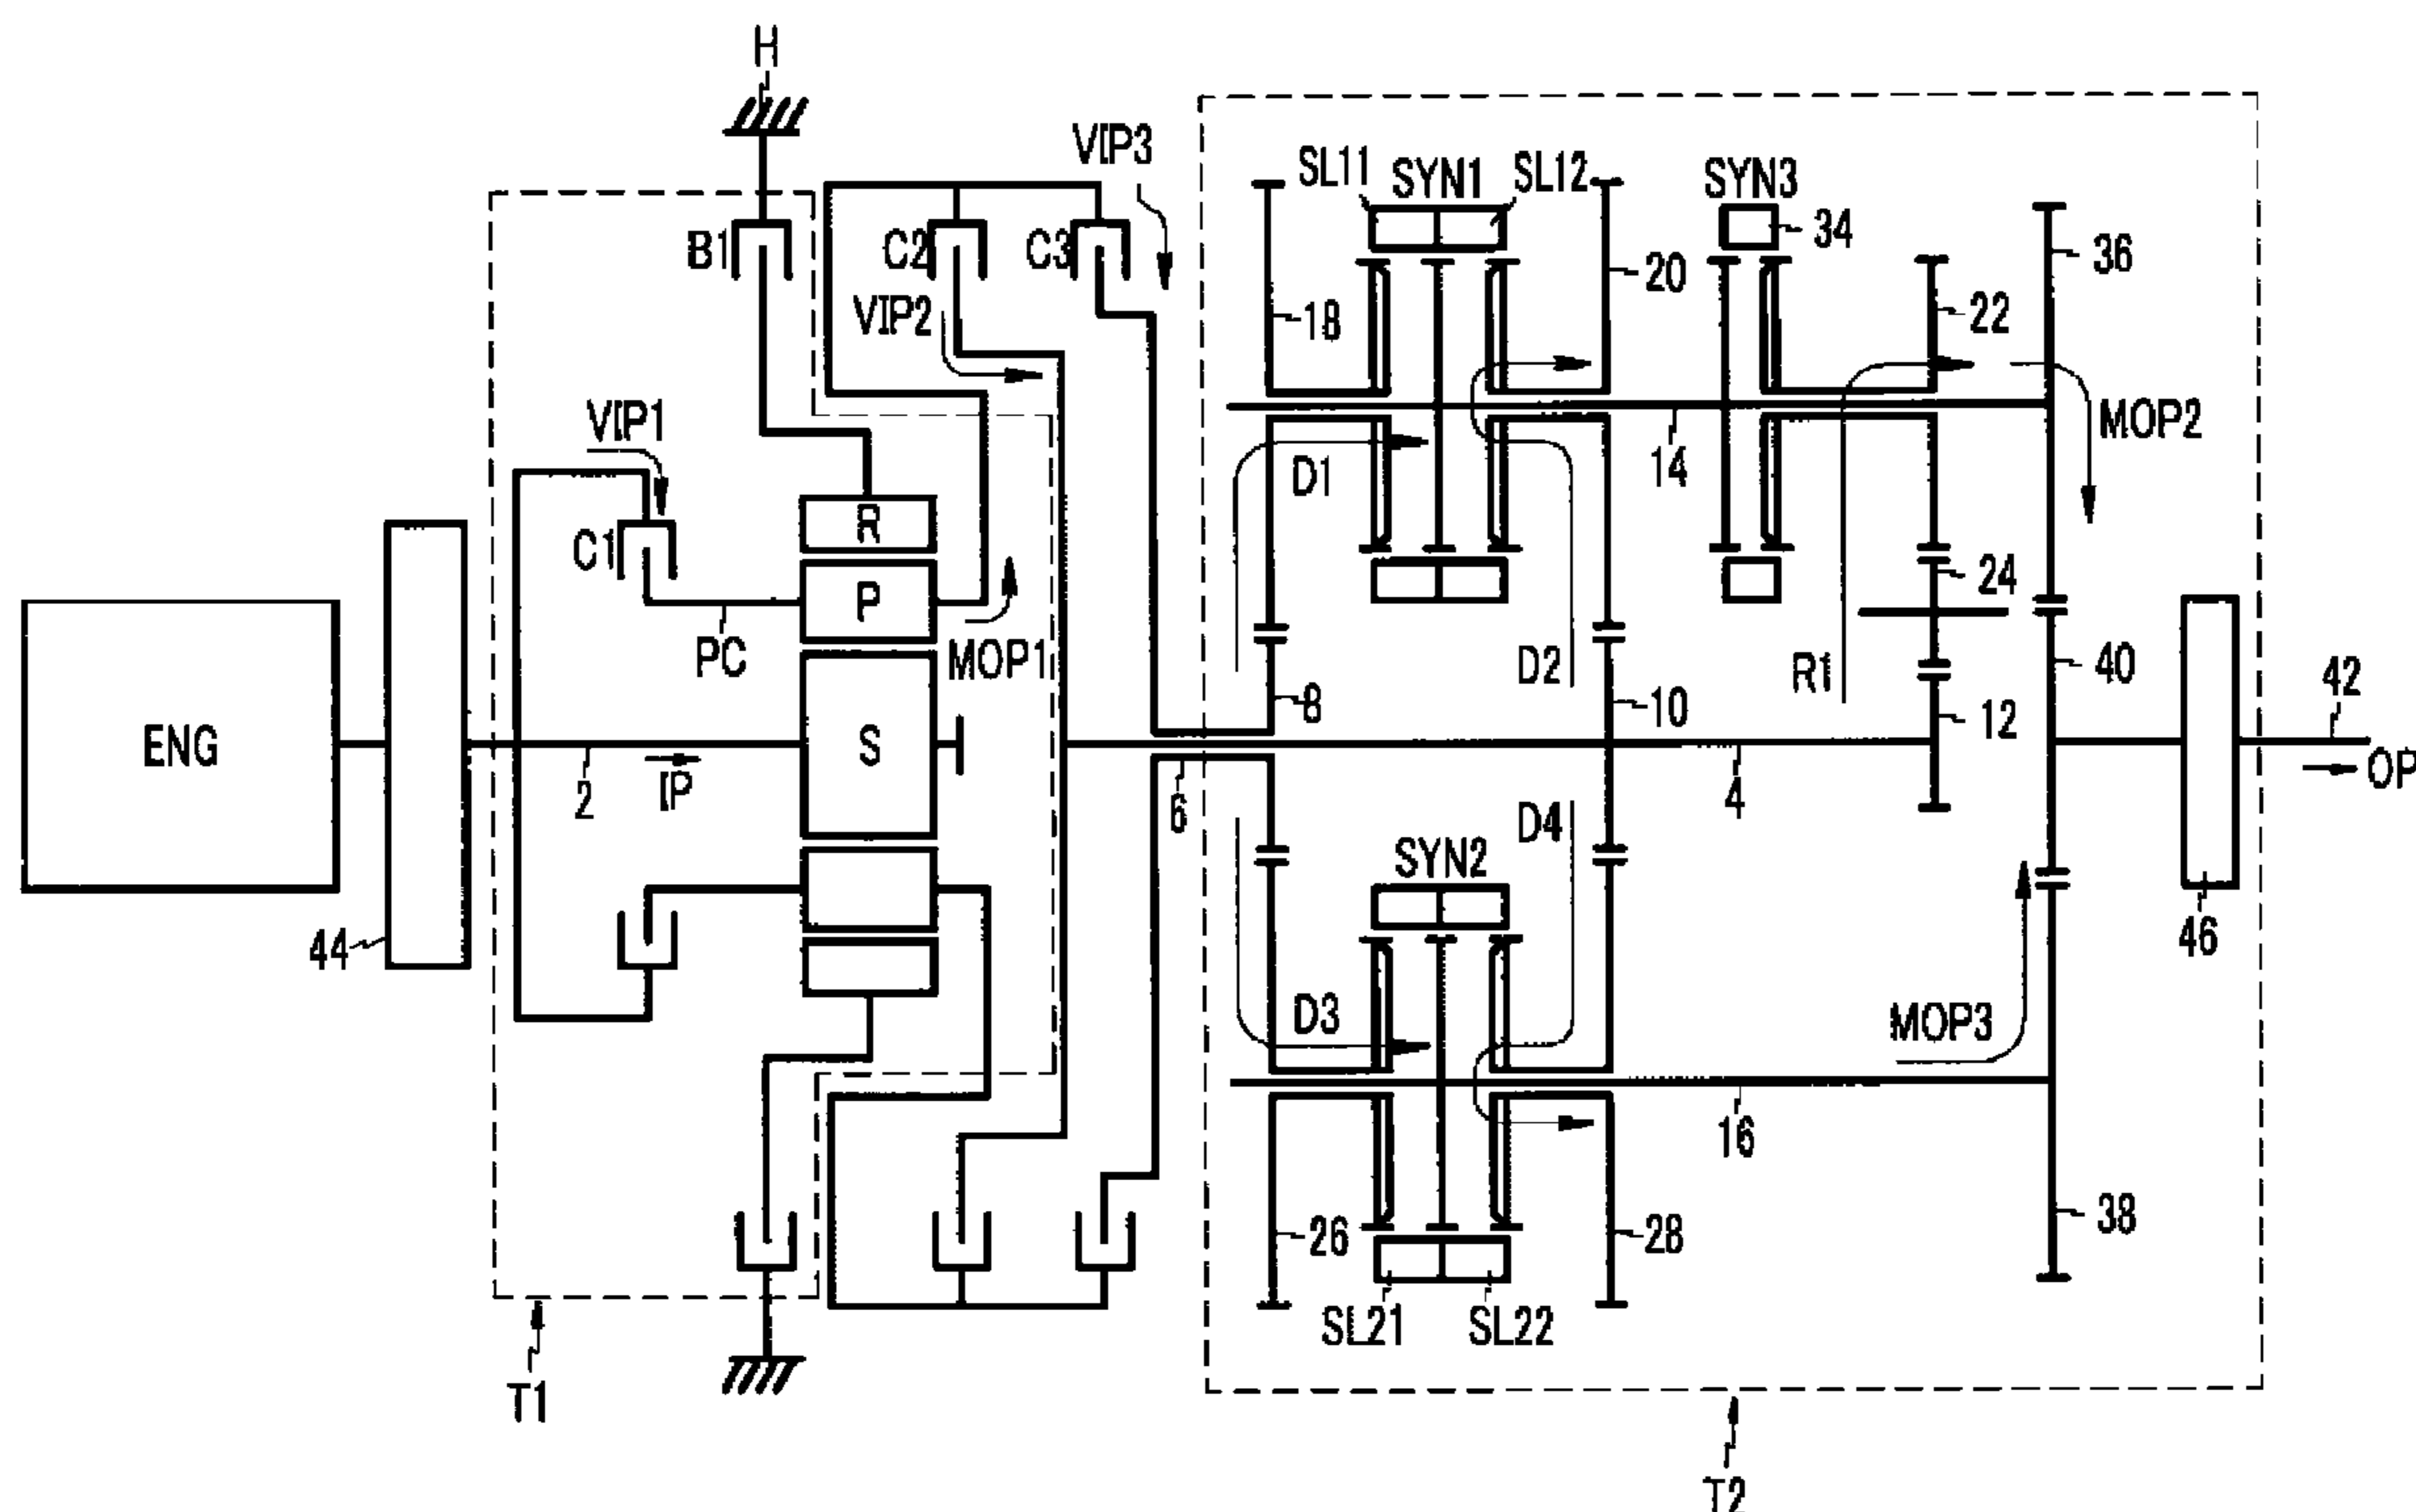 H
VIP3
SL11
SYN1
SL12
SYN3
B1
C2
C3
34
36
20
VIP2
18
22
VIP1
MOP2
14
D1
R
C1
24
P
PC
MOP1
D2
R1
40
42
8
10
12
ENG
S
2
IP
6
4
OP
D4
SYN2
44
46
D3
MOP3
16
26
28
38
SL21
SL22
T1
T2